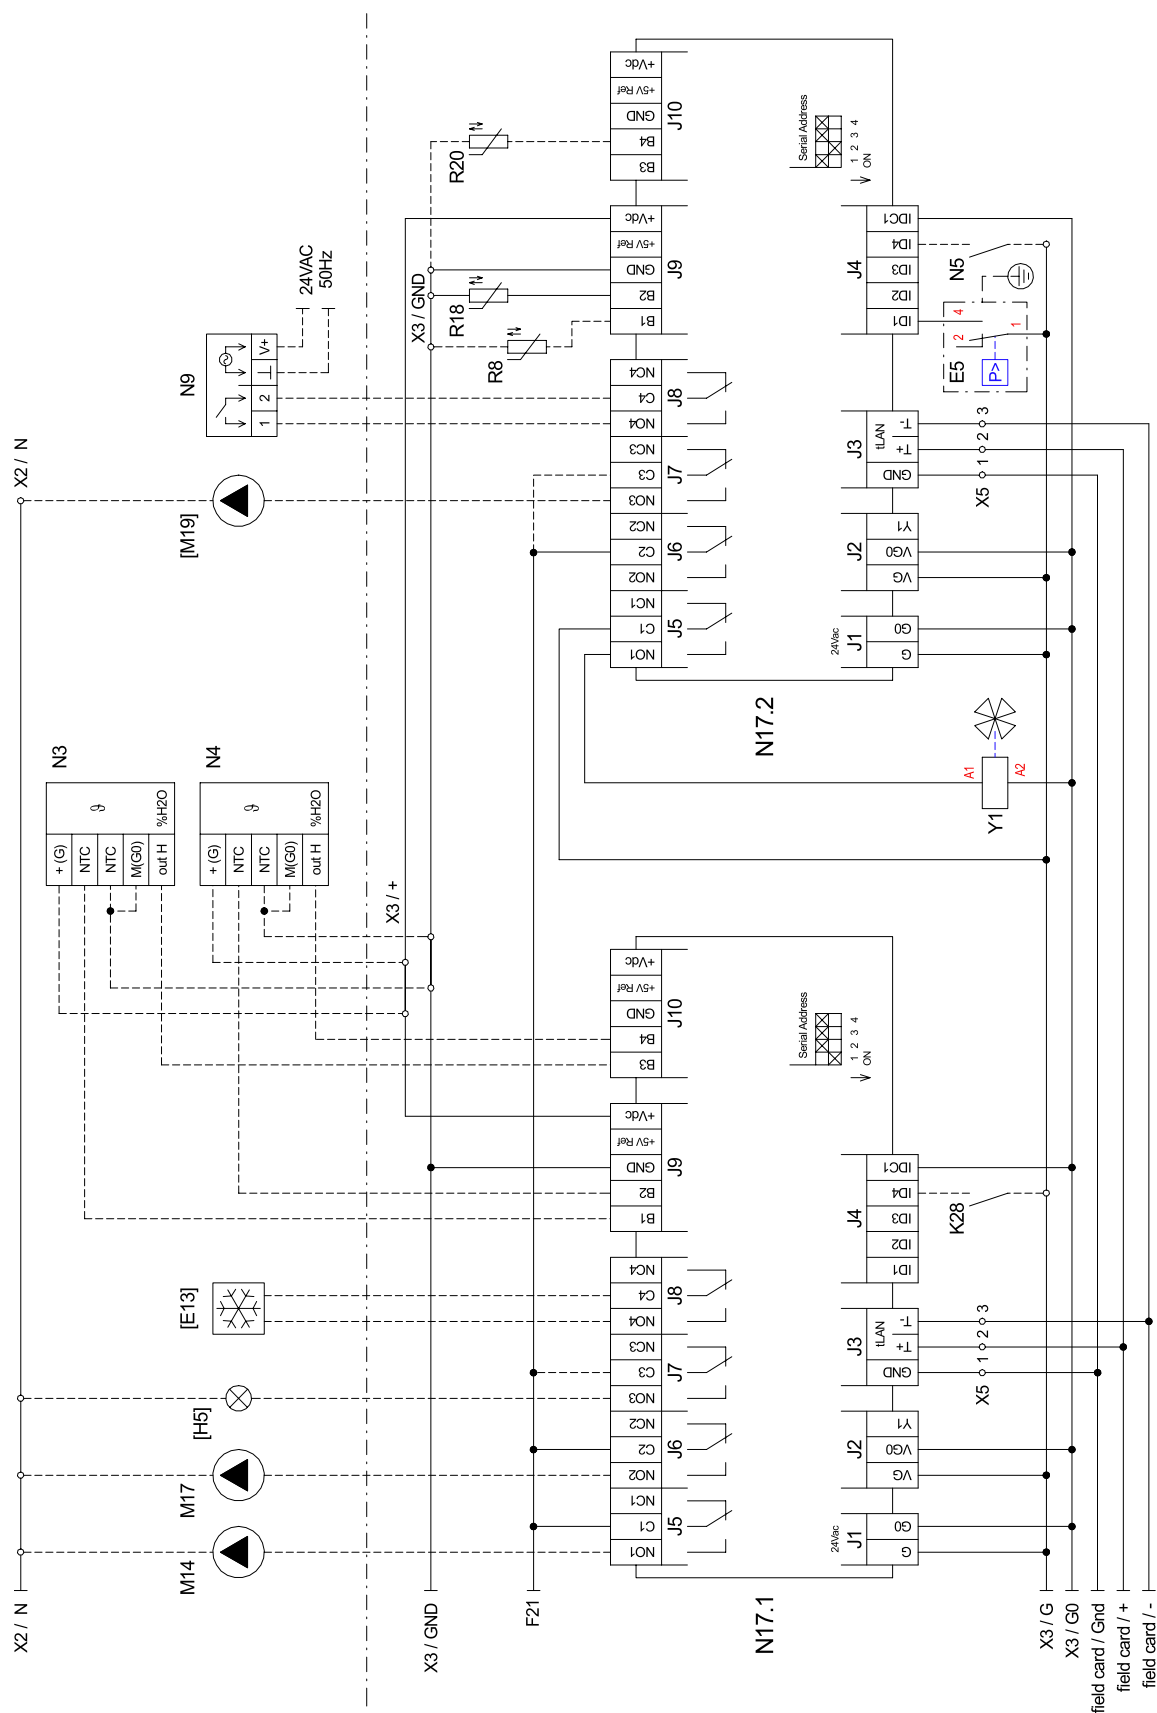 X2 / N
X2 / N
N3
ϑ
%H2O
+ (G)
NTC
NTC
M(G0)
out H
N4
ϑ
%H2O
+ (G)
NTC
NTC
M(G0)
out H
N9
1
2
⊥
V+
24VAC
50Hz
[M19]
[E13]
[H5]
M17
M14
X3 / +
X3 / GND
X3 / GND
R20
R18
R8
F21
N17.2
J10
+Vdc
+5V Ref
GND
B4
B3
J9
+Vdc
+5V Ref
GND
B2
B1
J8
NC4
C4
NO4
J7
NC3
C3
NO3
J6
NC2
C2
NO2
J5
NC1
C1
NO1
Serial Address
1 2 3 4
ON
J4
IDC1
ID4
ID3
ID2
ID1
J3
tLAN
T-
T+
GND
J2
Y1
VG0
VG
J1
24Vac
G0
G
N5
E5
P>
4
2
1
X5
1
2
3
Y1
A1
A2
N17.1
J10
+Vdc
+5V Ref
GND
B4
B3
J9
+Vdc
+5V Ref
GND
B2
B1
J8
NC4
C4
NO4
J7
NC3
C3
NO3
J6
NC2
C2
NO2
J5
NC1
C1
NO1
Serial Address
1 2 3 4
ON
J4
IDC1
ID4
ID3
ID2
ID1
J3
tLAN
T-
T+
GND
J2
Y1
VG0
VG
J1
24Vac
G0
G
K28
X5
1
2
3
X3 / G
X3 / G0
field card / Gnd
field card / +
field card / -